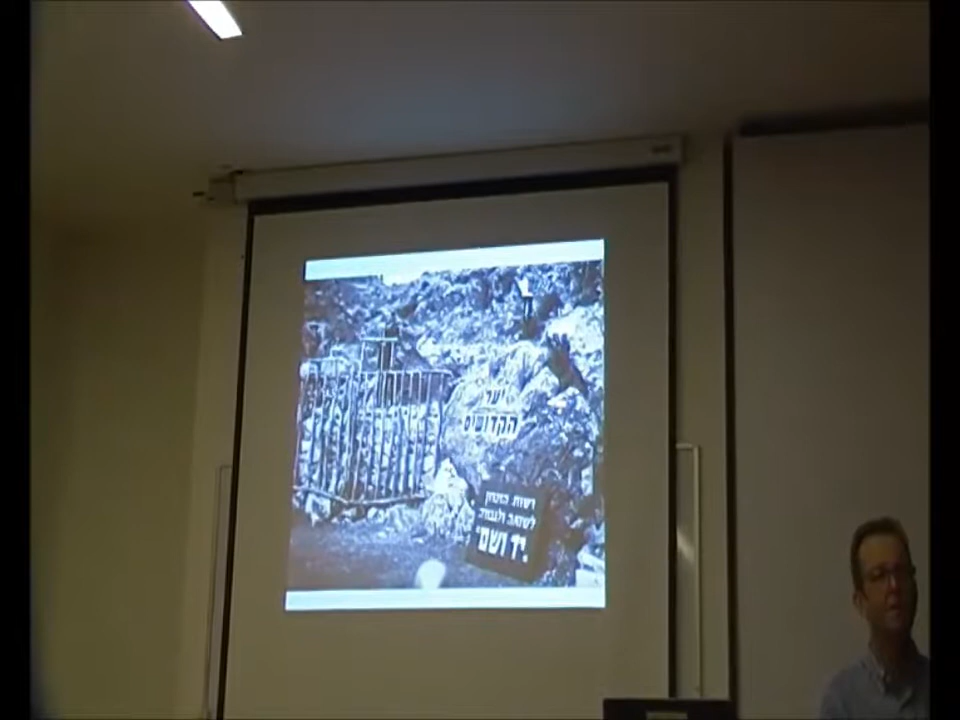 יער
הקדושים
רשות הזכרון
לשואה ולגבורה
"יד ושם"